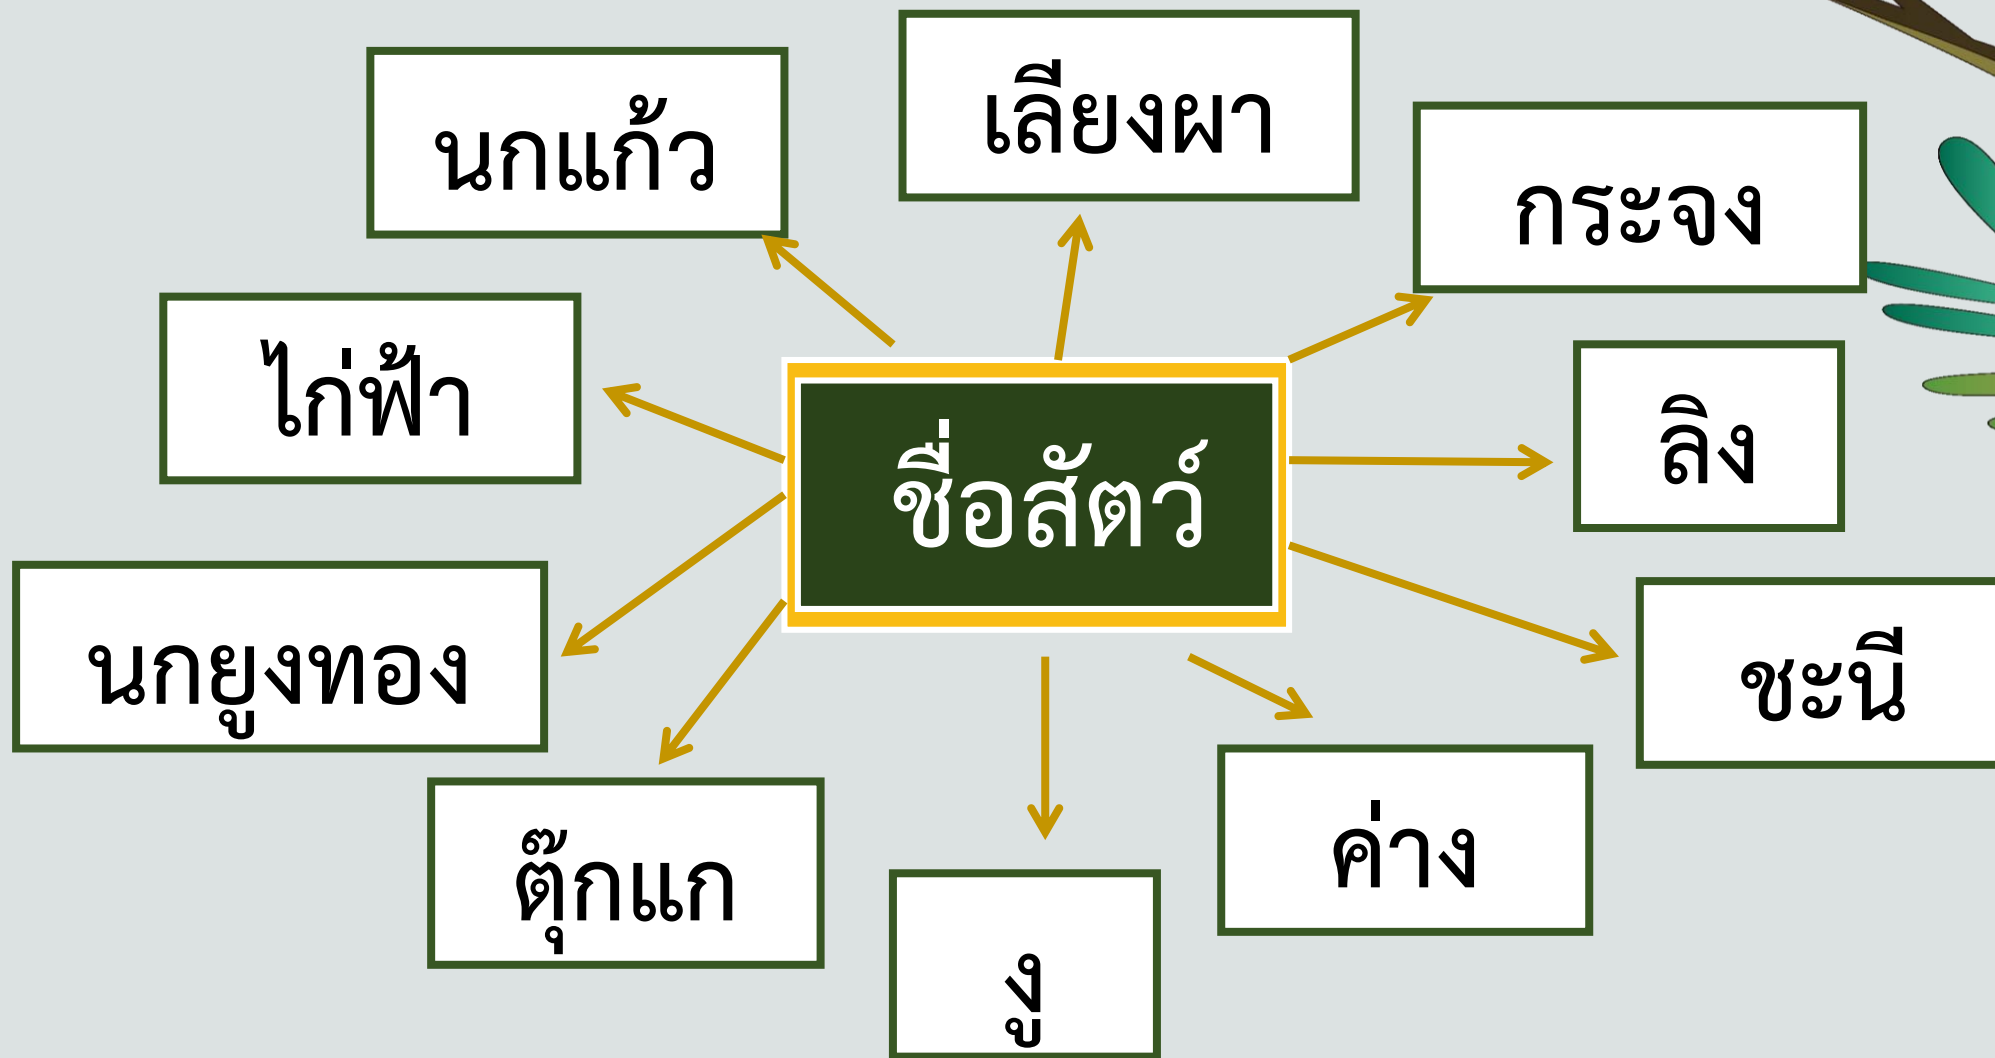 เลียงผา
นกแก้ว
กระจง
ไก่ฟ้า
ลิง
ชื่อสัตว์
นกยูงทอง
ชะนี
ตุ๊กแก
ค่าง
งู